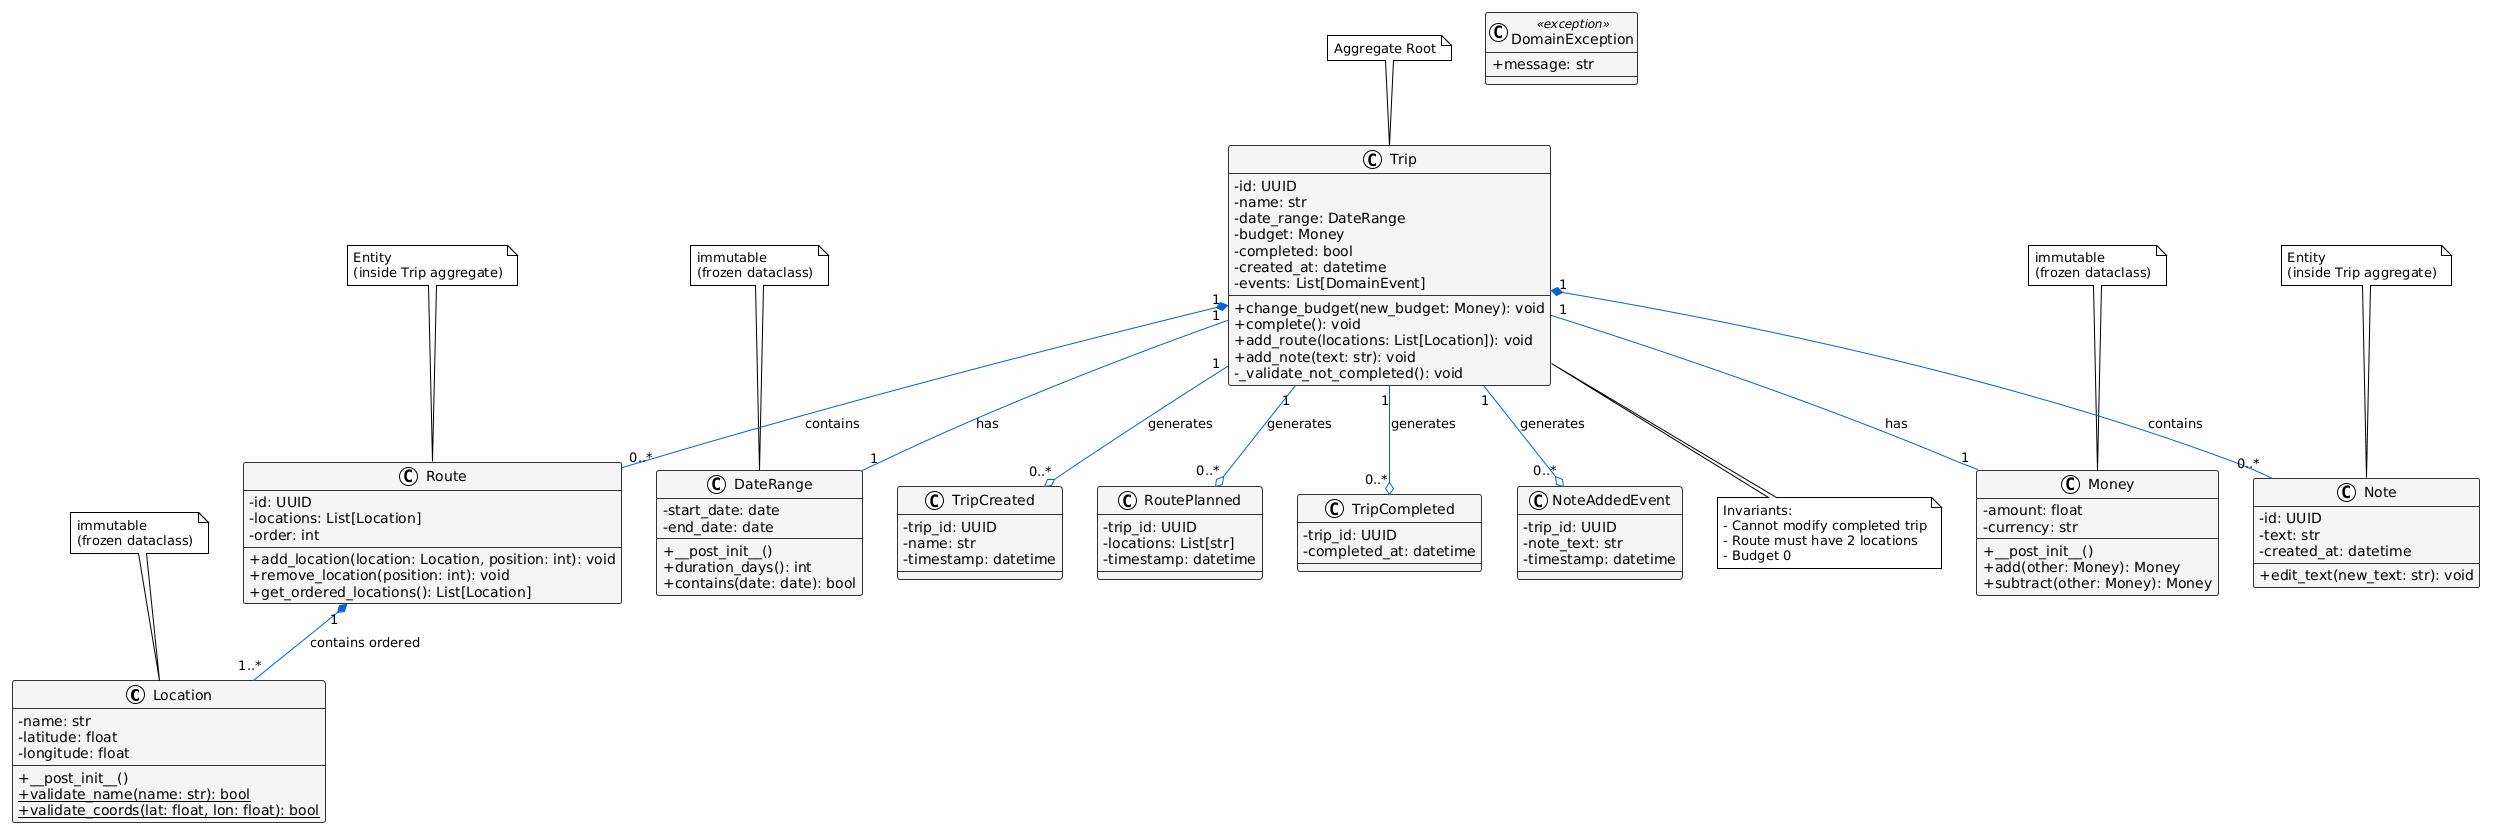 «exception»
DomainException
+message: str
Aggregate Root
Trip
-id: UUID
-name: str
-date_range: DateRange
-budget: Money
-completed: bool
-created_at: datetime
-events: List[DomainEvent]
+change_budget(new_budget: Money): void
+complete(): void
+add_route(locations: List[Location]): void
+add_note(text: str): void
-_validate_not_completed(): void
Entity
(inside Trip aggregate)
immutable
(frozen dataclass)
immutable
(frozen dataclass)
Entity
(inside Trip aggregate)
1
1
1
1
1
1
1
1
contains
has
generates
generates
generates
generates
has
contains
0..*
1
0..*
0..*
0..*
0..*
1
0..*
Route
-id: UUID
-locations: List[Location]
-order: int
+add_location(location: Location, position: int): void
+remove_location(position: int): void
+get_ordered_locations(): List[Location]
DateRange
-start_date: date
-end_date: date
+__post_init__()
+duration_days(): int
+contains(date: date): bool
TripCreated
-trip_id: UUID
-name: str
-timestamp: datetime
RoutePlanned
-trip_id: UUID
-locations: List[str]
-timestamp: datetime
TripCompleted
-trip_id: UUID
-completed_at: datetime
NoteAddedEvent
-trip_id: UUID
-note_text: str
-timestamp: datetime
Invariants:
- Cannot modify completed trip
- Route must have 2 locations
- Budget 0
Money
-amount: float
-currency: str
+__post_init__()
+add(other: Money): Money
+subtract(other: Money): Money
Note
-id: UUID
-text: str
-created_at: datetime
+edit_text(new_text: str): void
immutable
(frozen dataclass)
1
contains ordered
1..*
Location
-name: str
-latitude: float
-longitude: float
+__post_init__()
+validate_name(name: str): bool
+validate_coords(lat: float, lon: float): bool